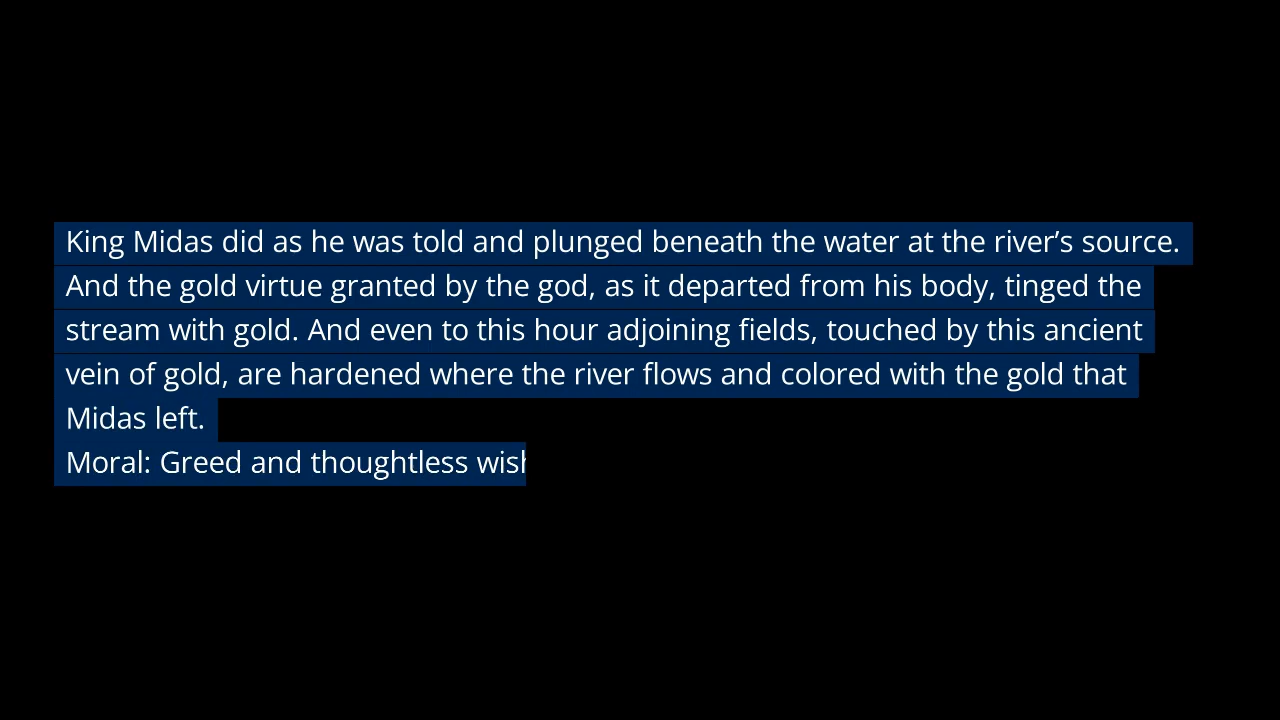 King Midas did as he was told and plunged beneath the water at the river’s source.
And the gold virtue granted by the god, as it departed from his body, tinged the
stream with gold. And even to this hour adjoining fields, touched by this ancient
vein of gold, are hardened where the river flows and colored with the gold that
Midas left.
Moral: Greed and thoughtless